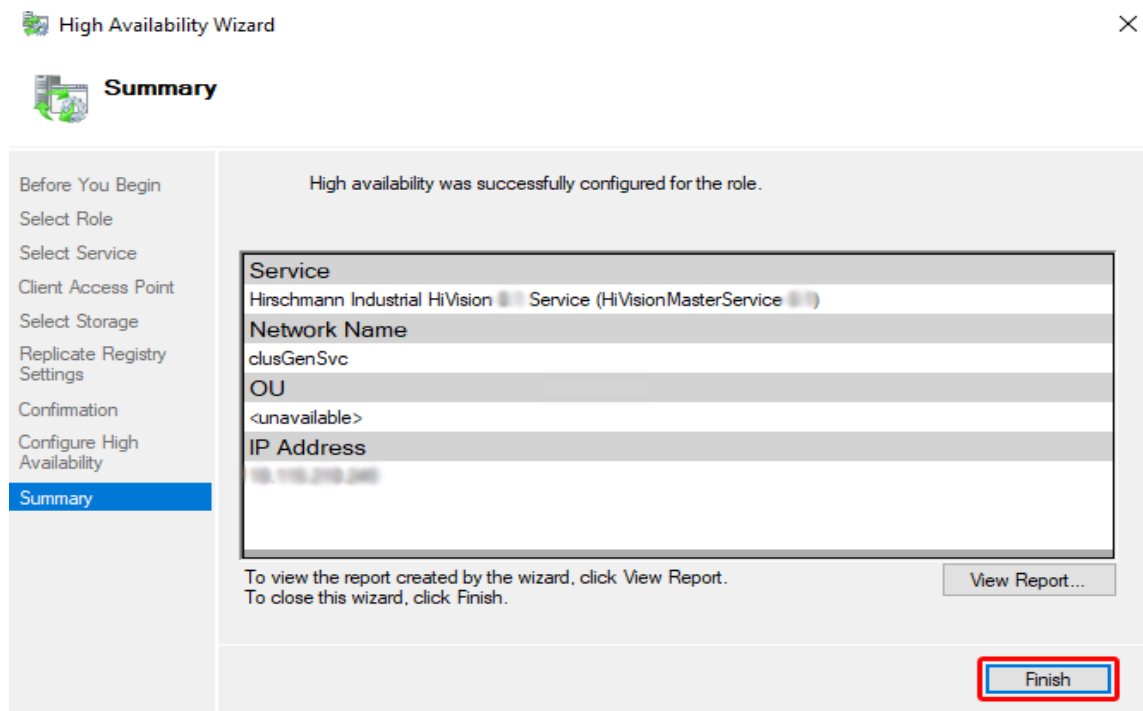 High Availability Wizard
Summary
Before You Begin
Select Role
Select Service
Client Access Point
Select Storage
Replicate Registry
Settings
Confirmation
Configure High
Availability
Summary
High availability was successfully configured for the role.
Service
Hirschmann Industrial HiVision Service (HiVisionMasterService )
Network Name
clusGenSvc
OU
<unavailable>
IP Address
To view the report created by the wizard, click View Report.
To close this wizard, click Finish.
View Report...
Finish